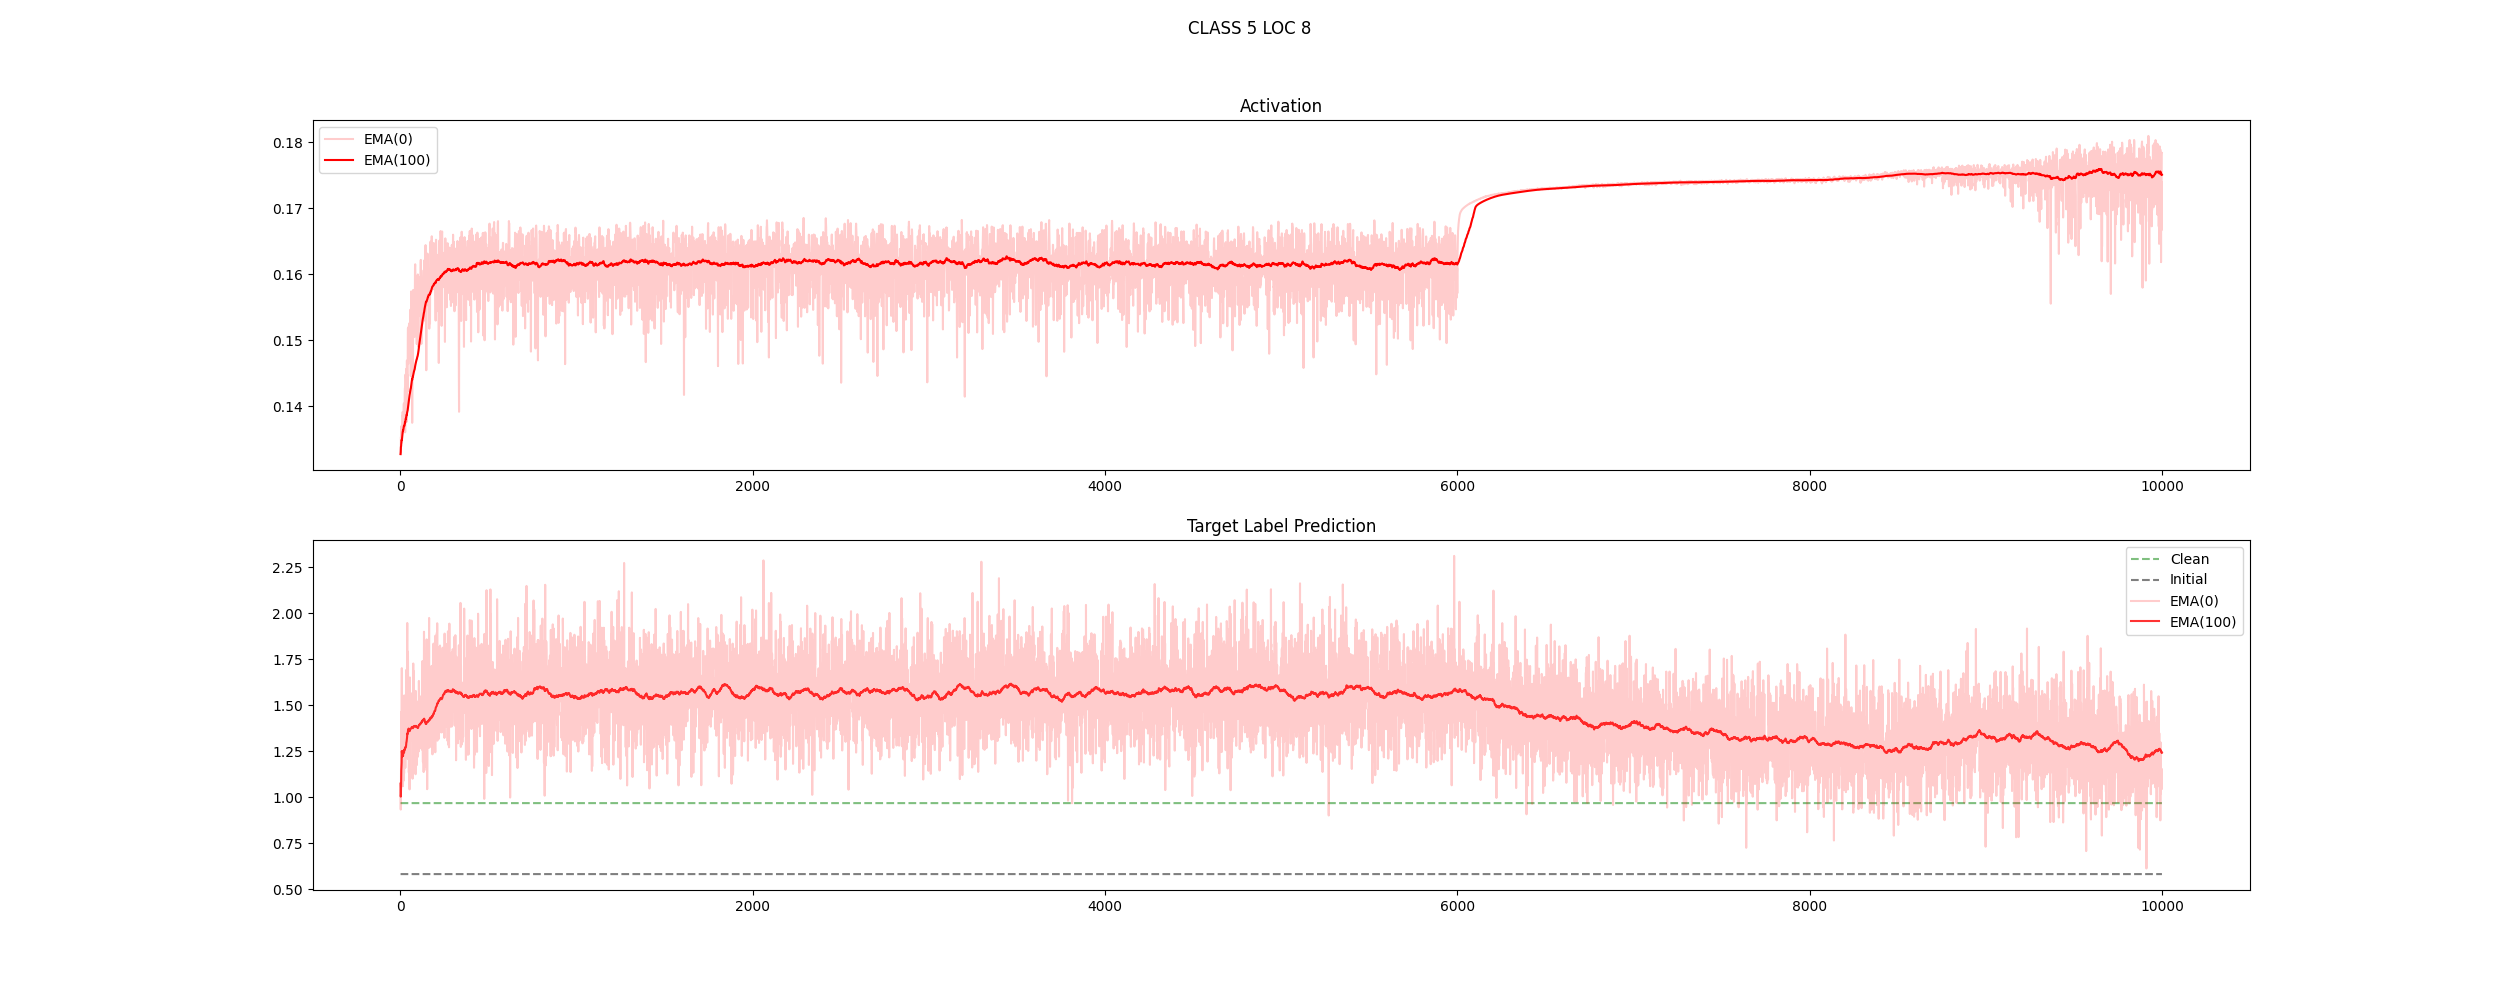 CLASS 5 LOC 8
Activation
EMA(0)
EMA(100)
0.18
0.17
0.16
0.15
0.14
0
2000
4000
6000
8000
10000
Target Label Prediction
Clean
Initial
EMA(0)
EMA(100)
2.25
2.00
1.75
1.50
1.25
1.00
0.75
0.50
0
2000
4000
6000
8000
10000